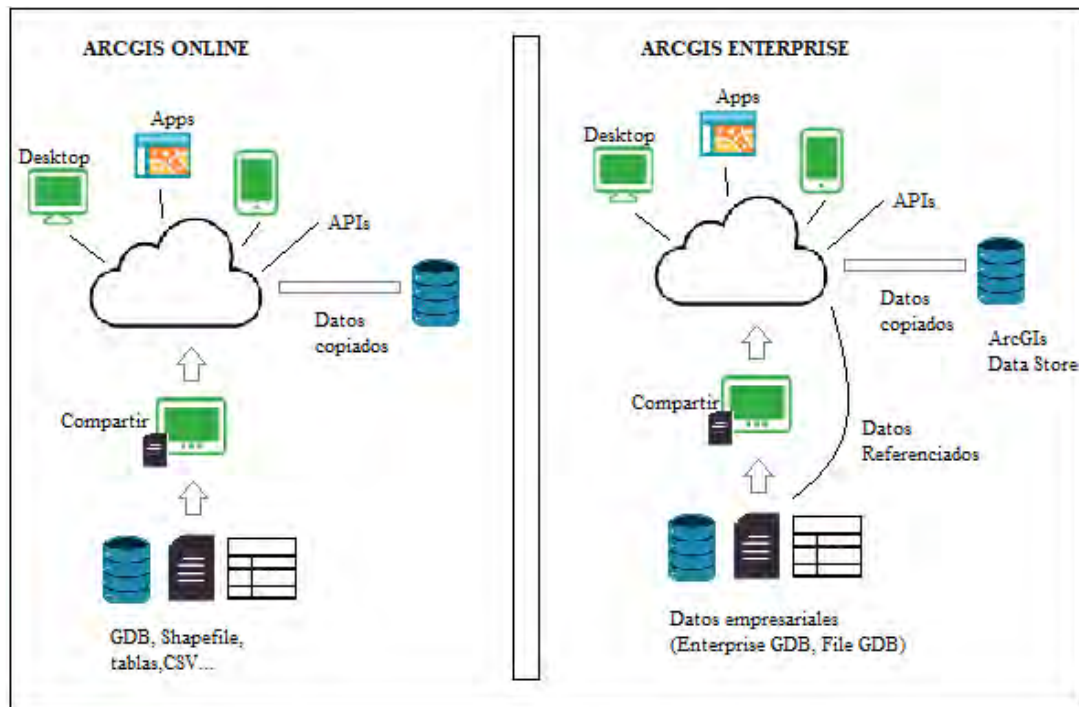 ARCGIS ONLINE
Apps
Desktop
APIs
Datos
copiados
Compartir
GDB, Shapefile,
tablas,CSV...
ARCGIS ENTERPRISE
Apps
Desktop
APIs
Datos
copiados
ArcGIs
Data Store
Compartir
Datos
Referenciados
Datos empresariales
(Enterprise GDB, File GDB)